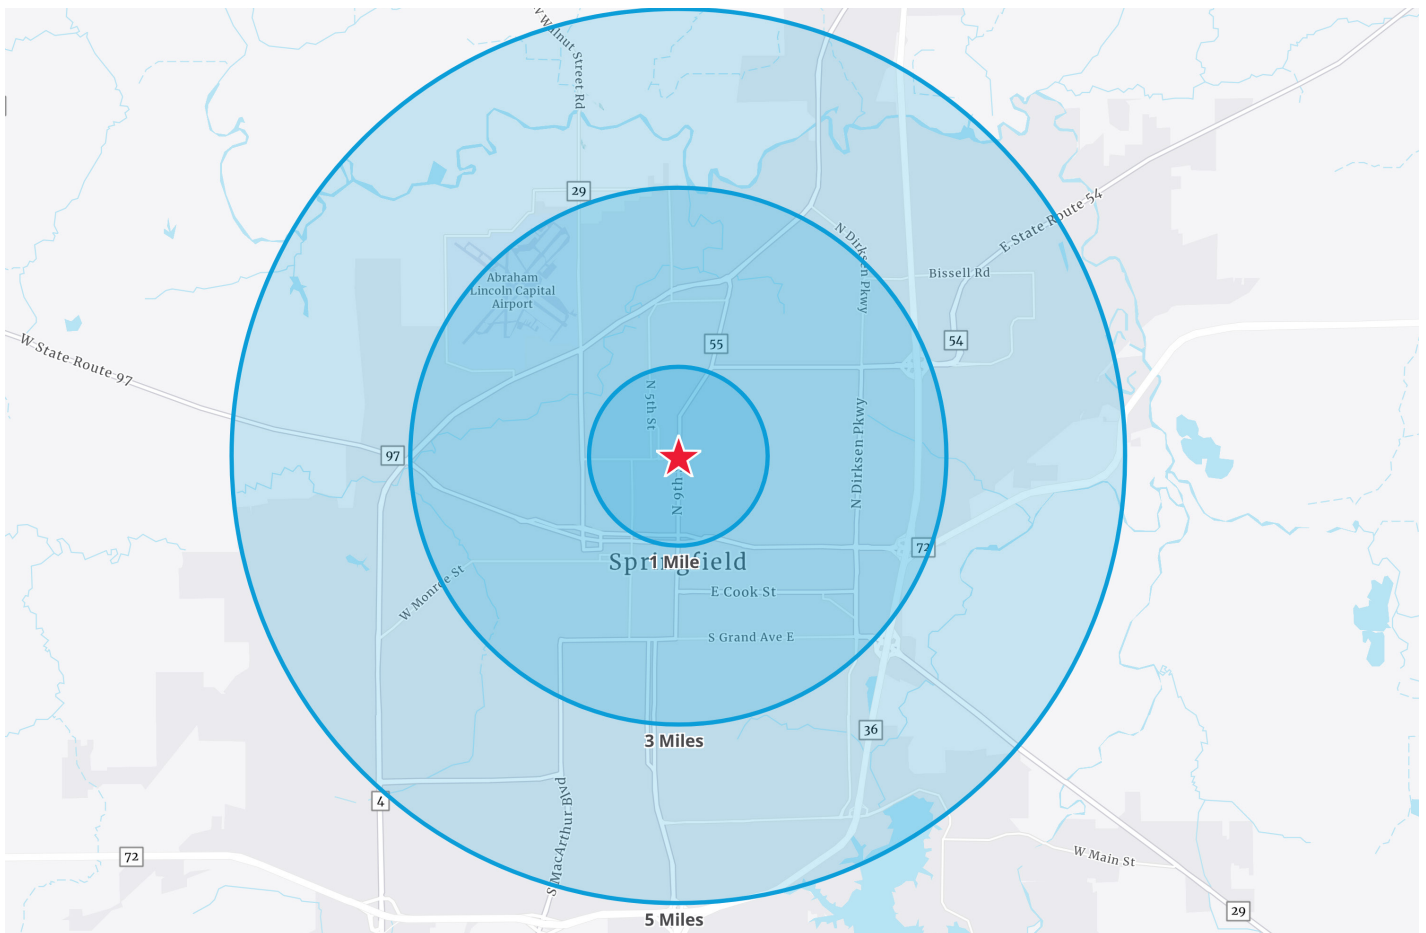 W Walnut Street Rd
29
E State Route 54
N Dirksen Pkwy
Bissell Rd
Abraham
Lincoln Capital
Airport
W State Route 97
55
54
N 5th St
N Dirksen Pkwy
97
N 9th
72
Springfield
1 Mile
W Monroe St
E Cook St
S Grand Ave E
36
3 Miles
4
S MacArthur Blvd
72
W Main St
29
5 Miles